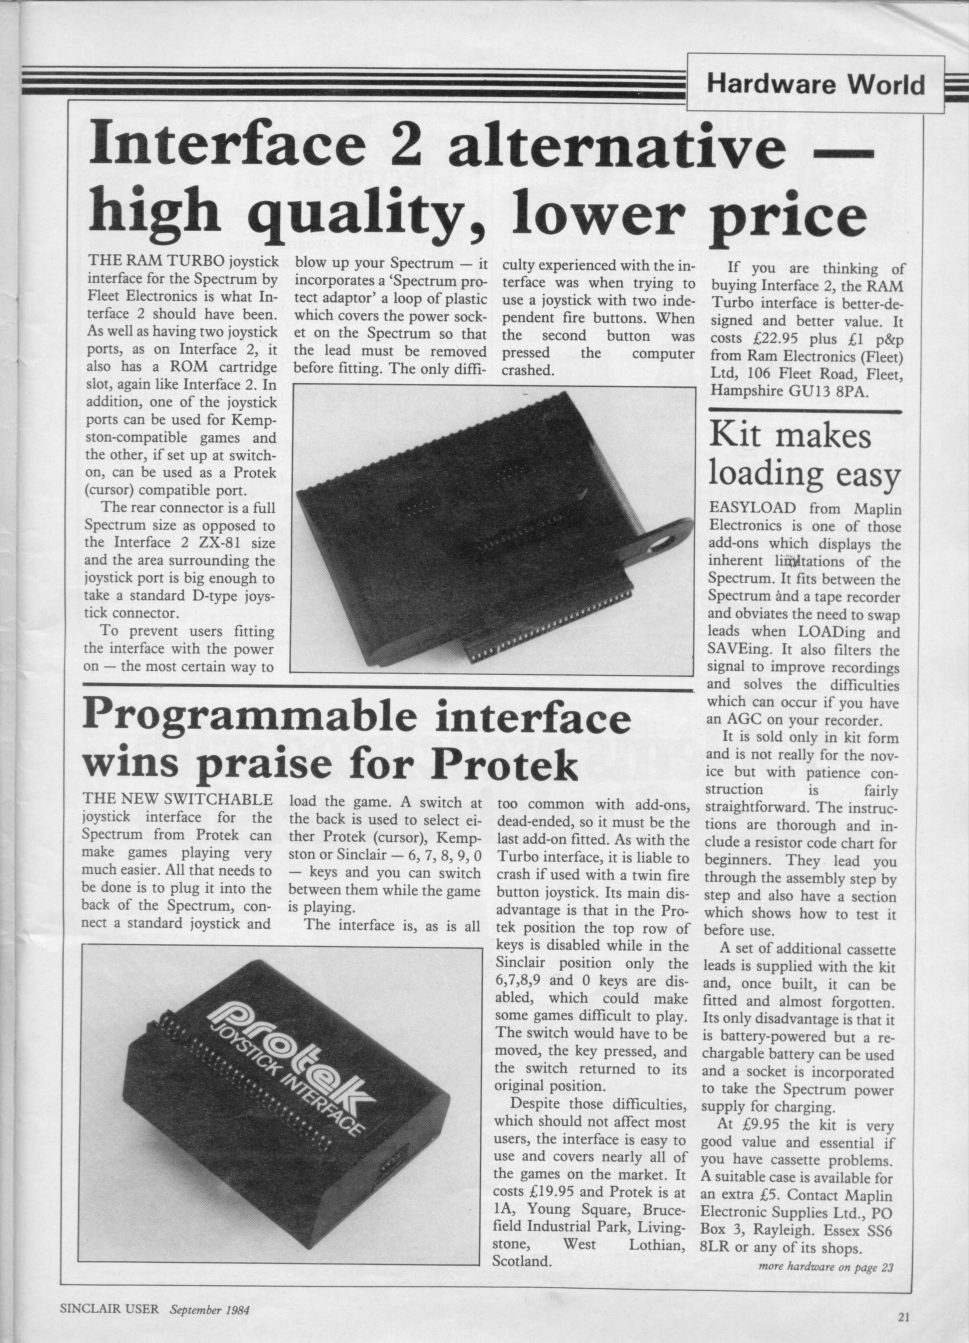 Hardware World
Interface 2 alternative —
high quality, lower price
THE RAM TURBO joystick
interface for the Spectrum by
Fleet Electronics is what In-
terface 2 should have been.
As well as having two joystick
ports, as on Interface 2, it
also has a ROM cartridge
slot, again like Interface 2. In
addition, one of the joystick
ports can be used for Kemp-
ston-compatible games and
the other, if set up at switch-
on, can be used as a Protek
(cursor) compatible port.
The rear connector is a full
Spectrum size as opposed to
the Interface 2 ZX-81 size
and the area surrounding the
joystick port is big enough to
take a standard D-type joys-
tick connector.
To prevent users fitting
the interface with the power
on — the most certain way to
blow up your Spectrum — it
incorporates a 'Spectrum pro-
tect adaptor' a loop of plastic
which covers the power sock-
et on the Spectrum so that
the lead must be removed
before fitting. The only diffi-
culty experienced with the in-
terface was when trying to
use a joystick with two inde-
pendent fire buttons. When
the second button was
pressed the computer
crashed.
If you are thinking of
buying Interface 2, the RAM
Turbo interface is better-de-
signed and better value. It
costs £22.95 plus £1 p&p
from Ram Electronics (Fleet)
Ltd, 106 Fleet Road, Fleet,
Hampshire GU13 8PA.
Kit makes
loading easy
EASYLOAD from Maplin
Electronics is one of those
add-ons which displays the
inherent limitations of the
Spectrum. It fits between the
Spectrum and a tape recorder
and obviates the need to swap
leads when LOADing and
SAVEing. It also filters the
signal to improve recordings
and solves the difficulties
which can occur if you have
an AGC on your recorder.
It is sold only in kit form
and is not really for the nov-
ice but with patience con-
struction is fairly
straightforward. The instruc-
tions are thorough and in-
clude a resistor code chart for
beginners. They lead you
through the assembly step by
step and also have a section
which shows how to test it
before use.
A set of additional cassette
leads is supplied with the kit
and, once built, it can be
fitted and almost forgotten.
Its only disadvantage is that it
is battery-powered but a re-
chargable battery can be used
and a socket is incorporated
to take the Spectrum power
supply for charging.
At £9.95 the kit is very
good value and essential if
you have cassette problems.
A suitable case is available for
an extra £5. Contact Maplin
Electronic Supplies Ltd., PO
Box 3, Rayleigh. Essex SS6
8LR or any of its shops.
more hardware on page 23
Programmable interface
wins praise for Protek
THE NEW SWITCHABLE
joystick interface for the
Spectrum from Protek can
make games playing very
much easier. All that needs to
be done is to plug it into the
back of the Spectrum, con-
nect a standard joystick and
load the game. A switch at
the back is used to select ei-
ther Protek (cursor), Kemp-
ston or Sinclair — 6, 7, 8, 9, 0
— keys and you can switch
between them while the game
is playing.
The interface is, as is all
too common with add-ons,
dead-ended, so it must be the
last add-on fitted. As with the
Turbo interface, it is liable to
crash if used with a twin fire
button joystick. Its main dis-
advantage is that in the Pro-
tek position the top row of
keys is disabled while in the
Sinclair position only the
6,7,8,9 and 0 keys are dis-
abled, which could make
some games difficult to play.
The switch would have to be
moved, the key pressed, and
the switch returned to its
original position.
Despite those difficulties,
which should not affect most
users, the interface is easy to
use and covers nearly all of
the games on the market. It
costs £19.95 and Protek is at
1A, Young Square, Bruce-
field Industrial Park, Living-
stone, West Lothian,
Scotland.
protek
JOYSTICK INTERFACE
SINCLAIR USER September 1984
21